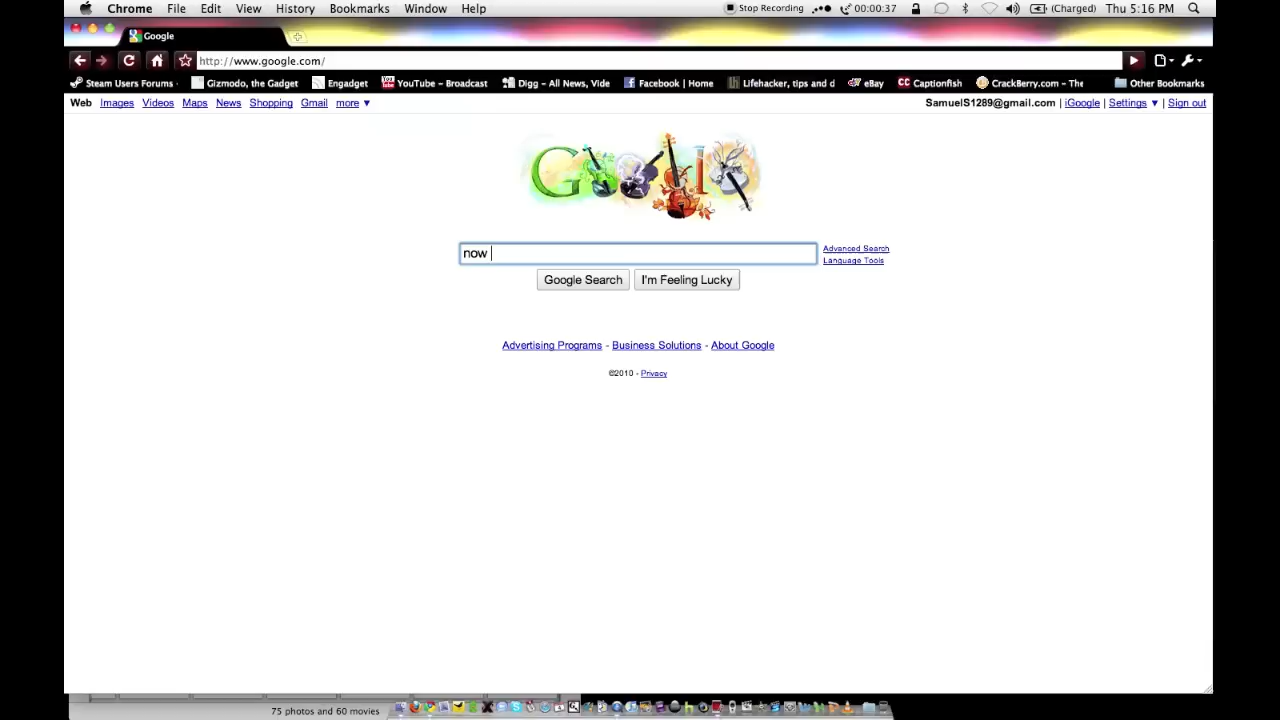 Chrome File Edit View History Bookmarks Window Help Stop Recording 00:00:37 (Charged) Thu 5:16 PM
Google
http://www.google.com/
Steam Users Forums Gizmodo, the Gadget Engadget YouTube - Broadcast Digg - All News, Vide Facebook | Home Lifehacker, tips and d eBay Captionfish CrackBerry.com - The Other Bookmarks
Web Images Videos Maps News Shopping Gmail more ▼ SamuelS1289@gmail.com | iGoogle | Settings ▼ | Sign out
Google
now
Advanced Search
Language Tools
Google Search I'm Feeling Lucky
Advertising Programs - Business Solutions - About Google
©2010 - Privacy
75 photos and 60 movies